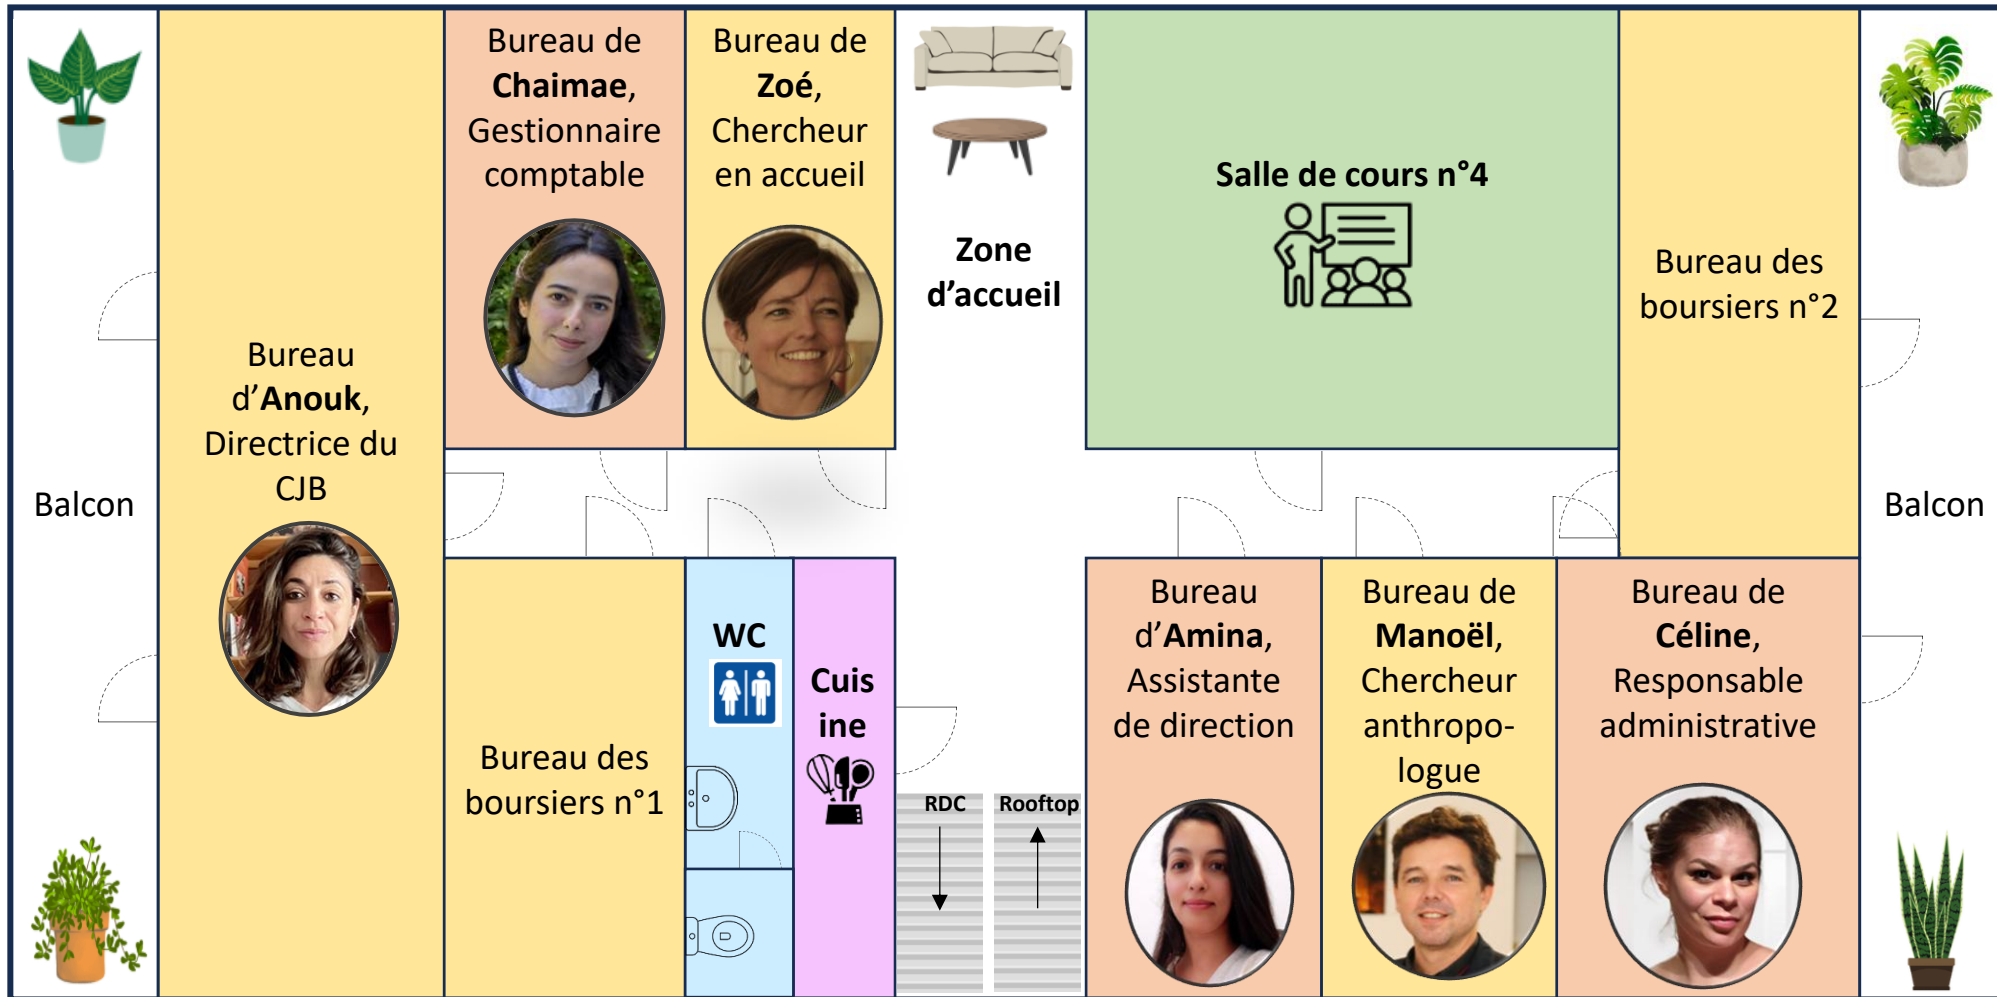 Balcon
Bureau
d’Anouk,
Directrice du
CJB
Bureau de
Chaimae,
Gestionnaire
comptable
Bureau de
Zoé,
Chercheur
en accueil
Zone
d’accueil
Salle de cours n°4
Bureau des
boursiers n°2
Balcon
Bureau des
boursiers n°1
WC
Cuis
ine
RDC
Rooftop
Bureau
d’Amina,
Assistante
de direction
Bureau de
Manoël,
Chercheur
anthropo-
logue
Bureau de
Céline,
Responsable
administrative